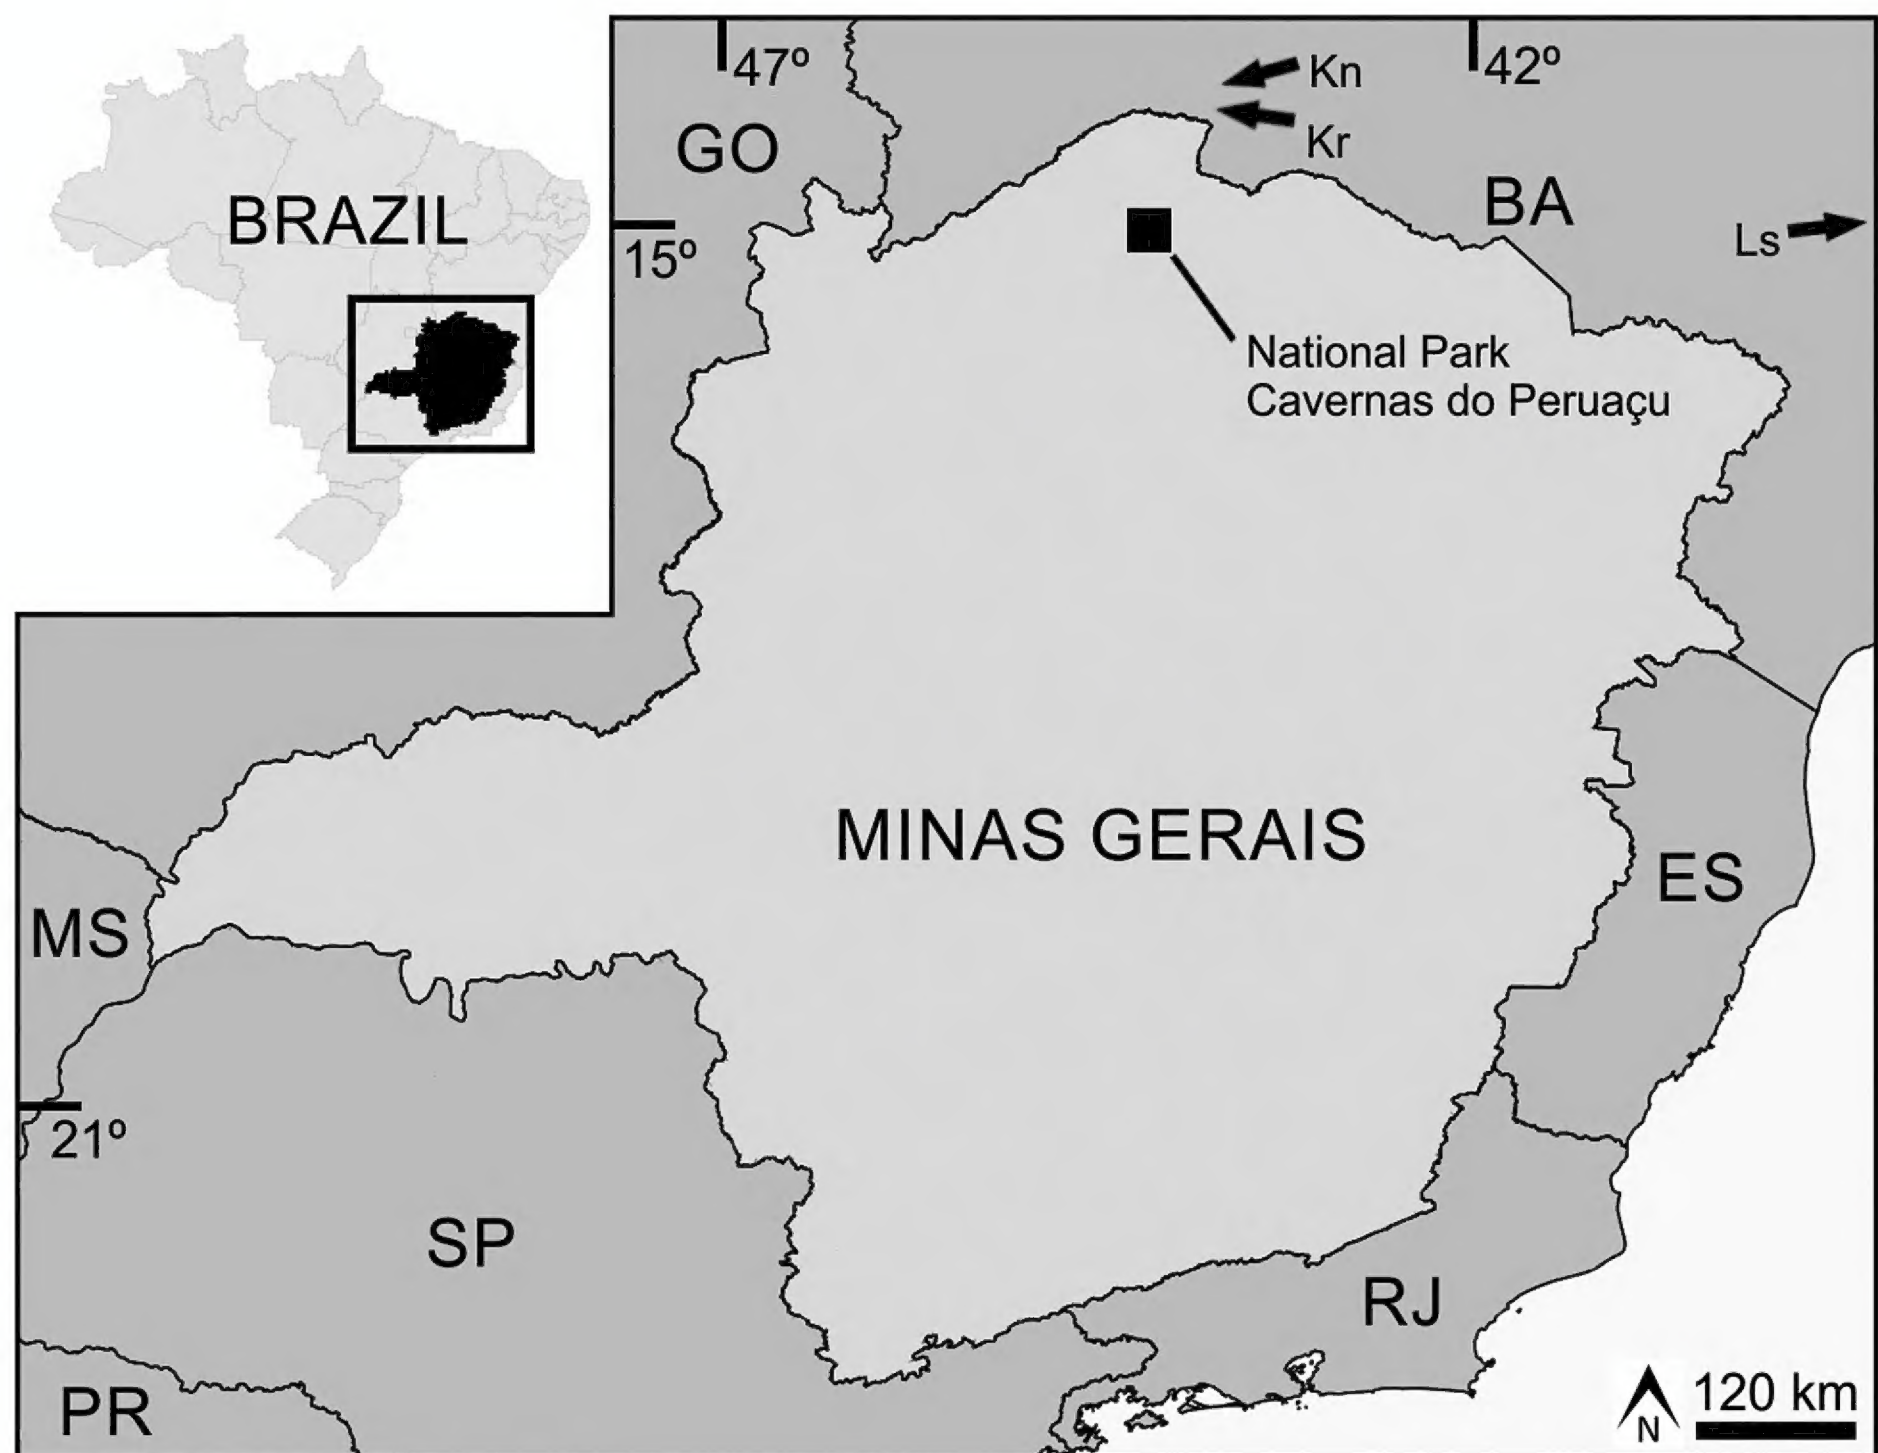 BRAZIL
47º
42º
Kn
Kr
GO
BA
Ls
15º
National Park
Cavernas do Peruaçu
MINAS GERAIS
ES
MS
21º
SP
RJ
PR
N
120 km